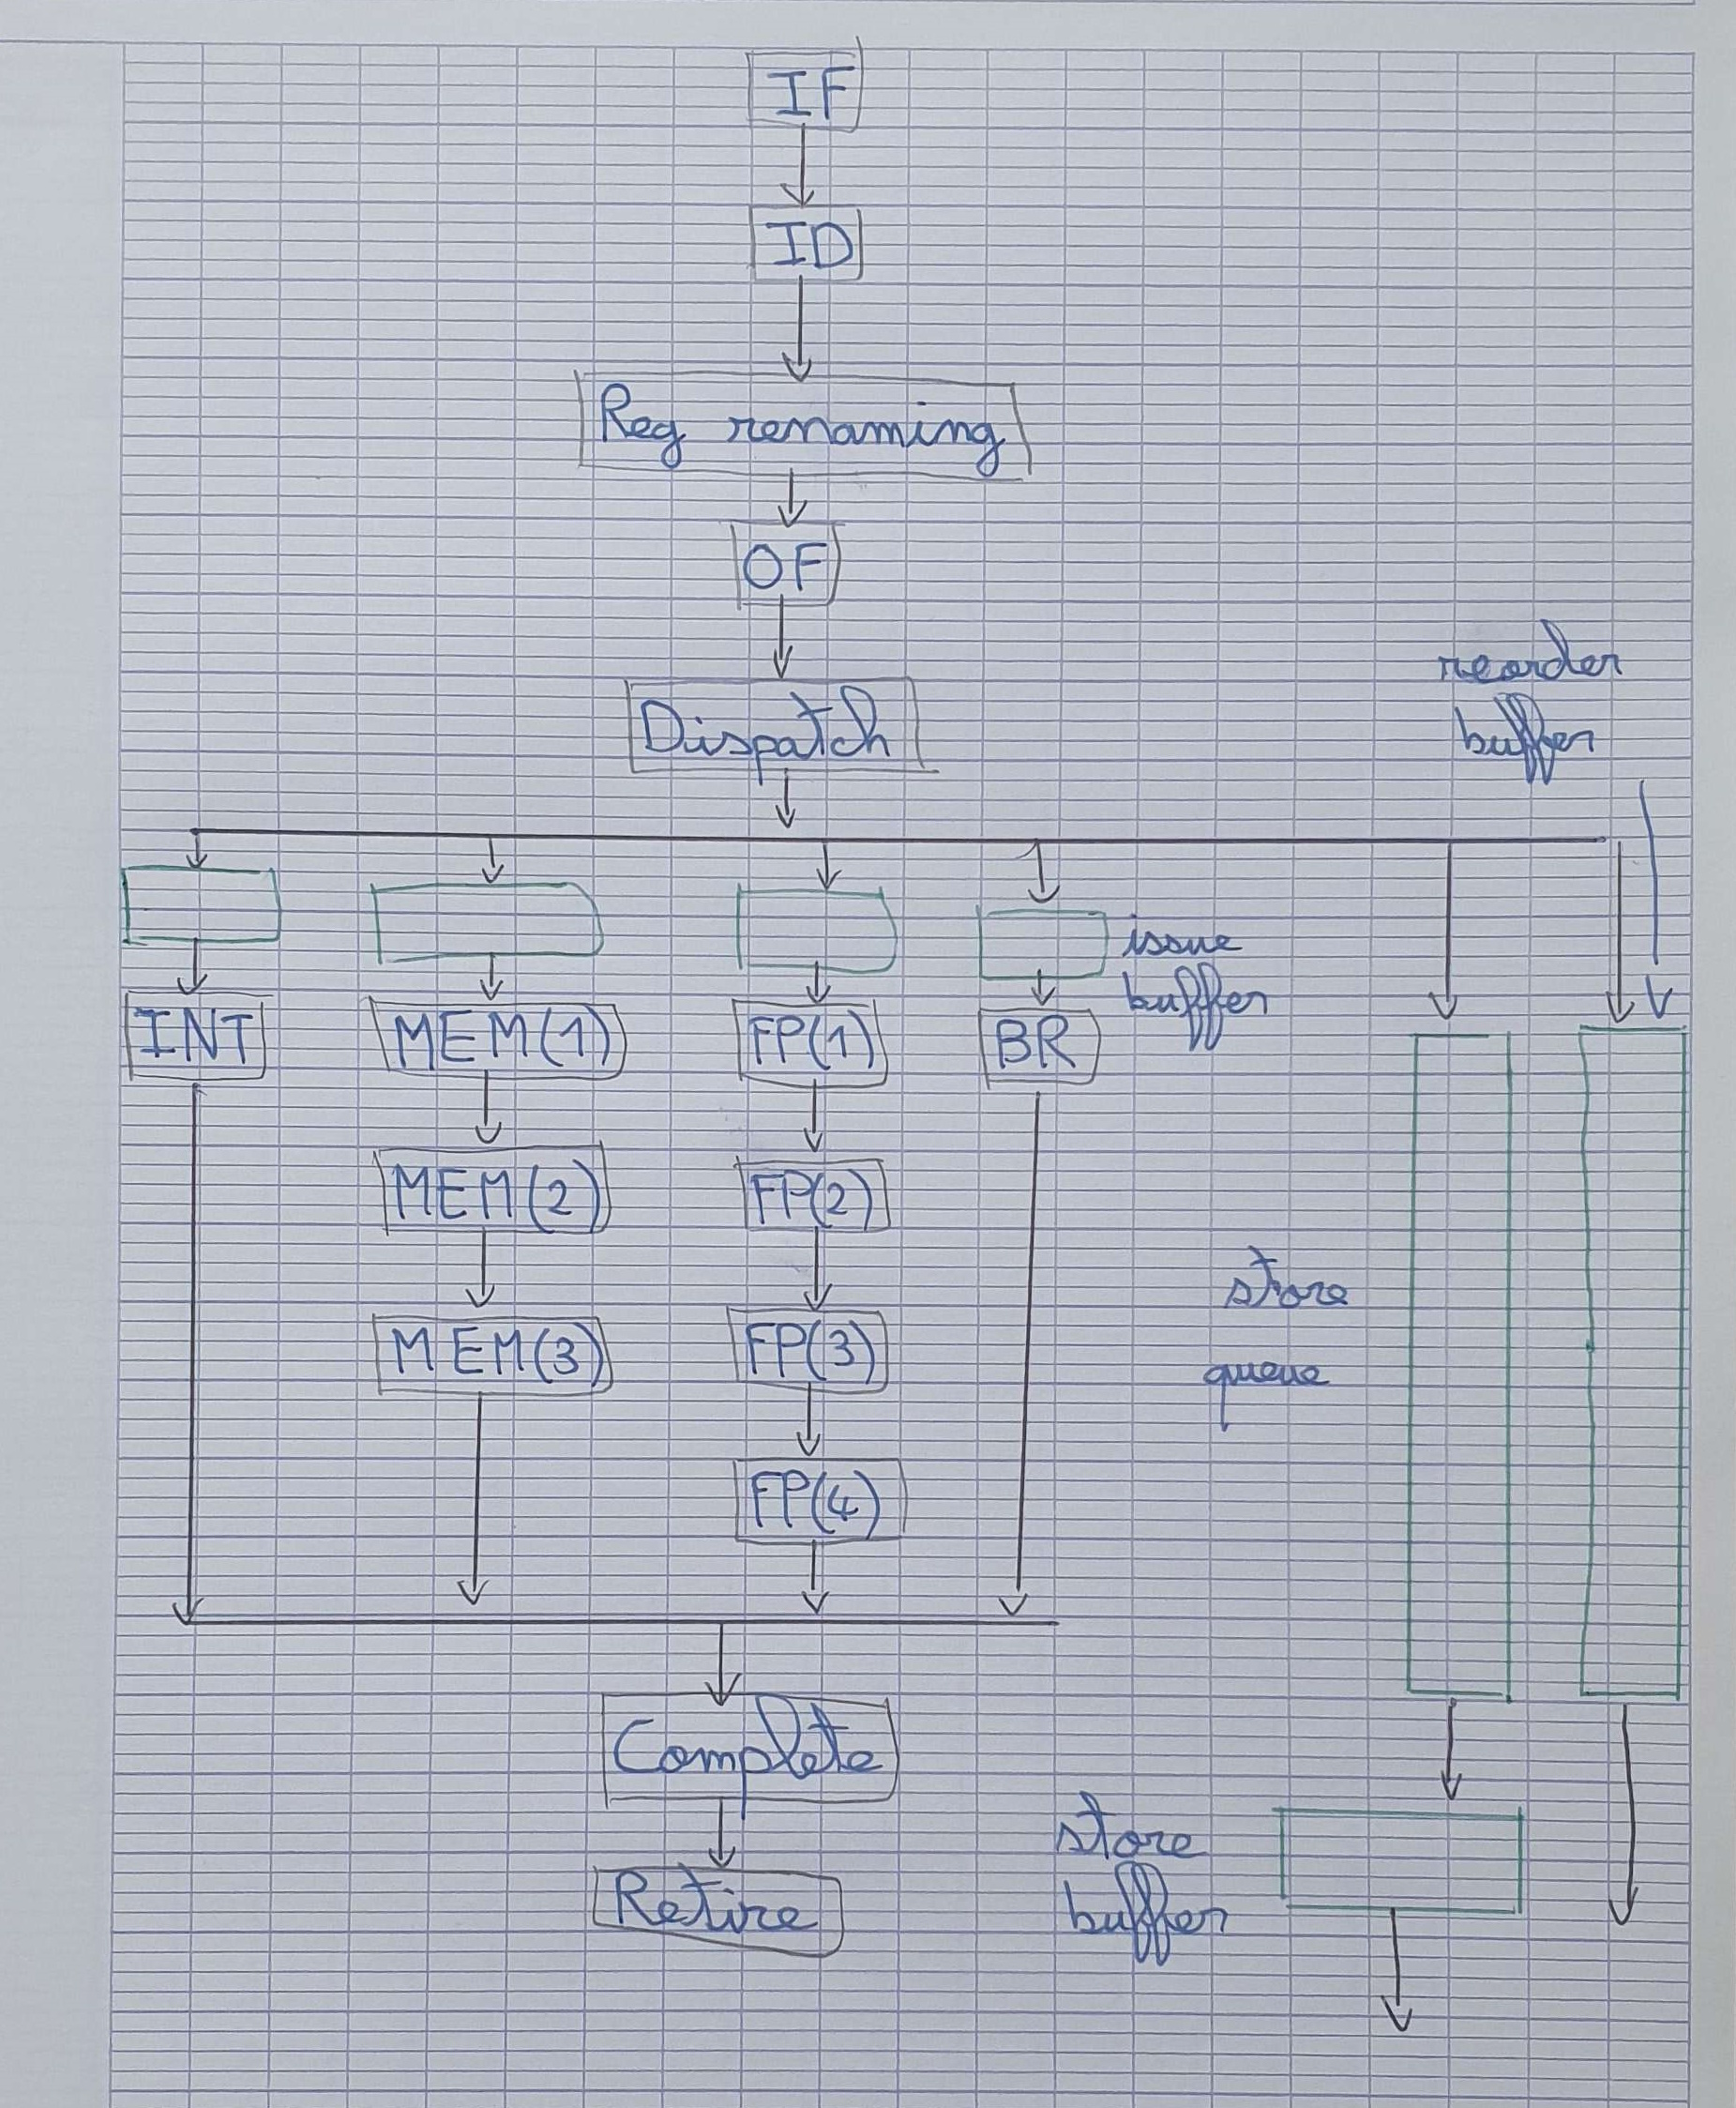 IF
ID
Reg renaming
OF
Dispatch
reorder
buffer
issue
buffer
INT
MEM(1)
FP(1)
BR
MEM(2)
FP(2)
store
queue
MEM(3)
FP(3)
FP(4)
Complete
store
buffer
Retire